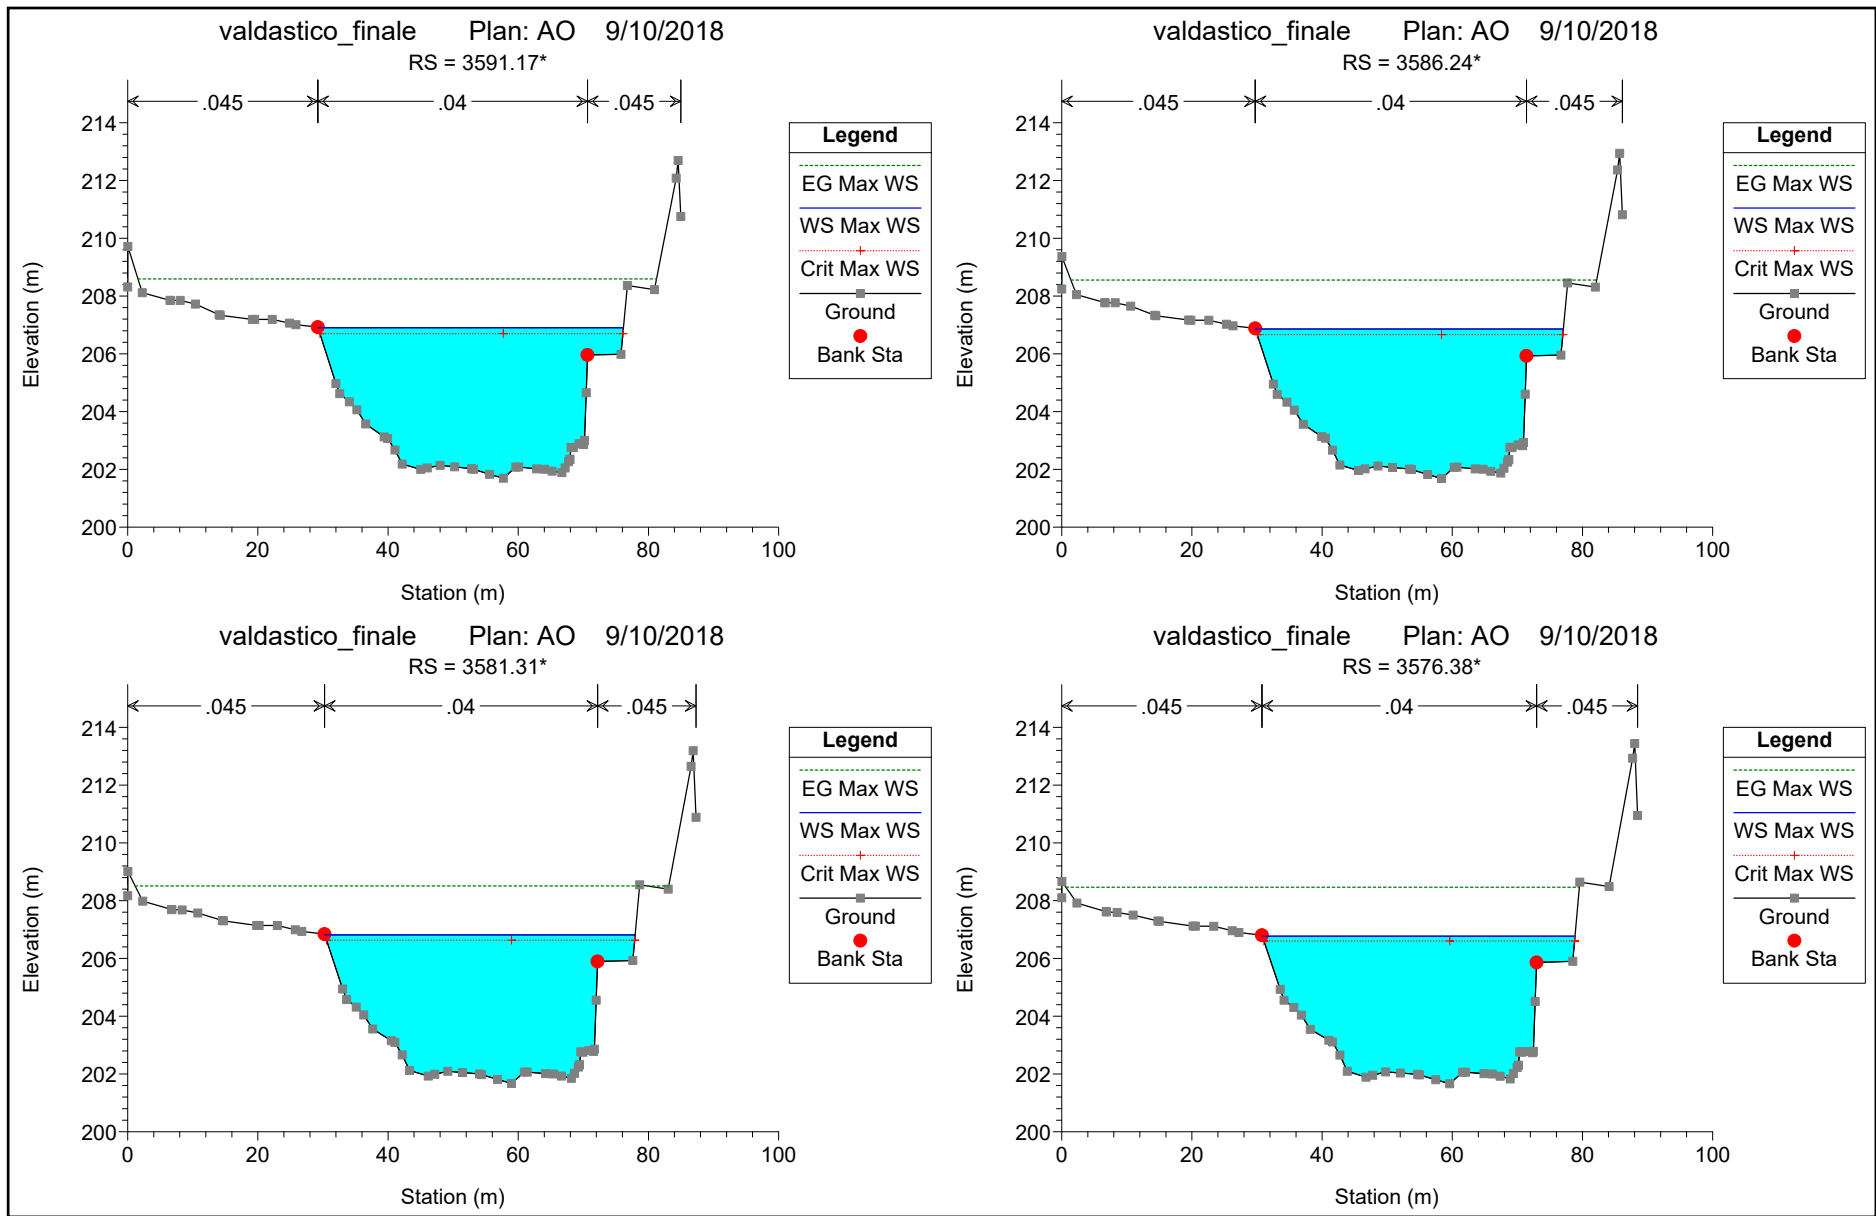 valdastico_finale Plan: AO 9/10/2018
RS = 3591.17*
.045 .04 .045
214
212
210
208
206
204
202
200
0 20 40 60 80 100
Station (m)
Elevation (m)
Legend
EG Max WS
WS Max WS
Crit Max WS
Ground
Bank Sta
valdastico_finale Plan: AO 9/10/2018
RS = 3586.24*
.045 .04 .045
214
212
210
208
206
204
202
200
0 20 40 60 80 100
Station (m)
Elevation (m)
Legend
EG Max WS
WS Max WS
Crit Max WS
Ground
Bank Sta
valdastico_finale Plan: AO 9/10/2018
RS = 3581.31*
.045 .04 .045
214
212
210
208
206
204
202
200
0 20 40 60 80 100
Station (m)
Elevation (m)
Legend
EG Max WS
WS Max WS
Crit Max WS
Ground
Bank Sta
valdastico_finale Plan: AO 9/10/2018
RS = 3576.38*
.045 .04 .045
214
212
210
208
206
204
202
200
0 20 40 60 80 100
Station (m)
Elevation (m)
Legend
EG Max WS
WS Max WS
Crit Max WS
Ground
Bank Sta